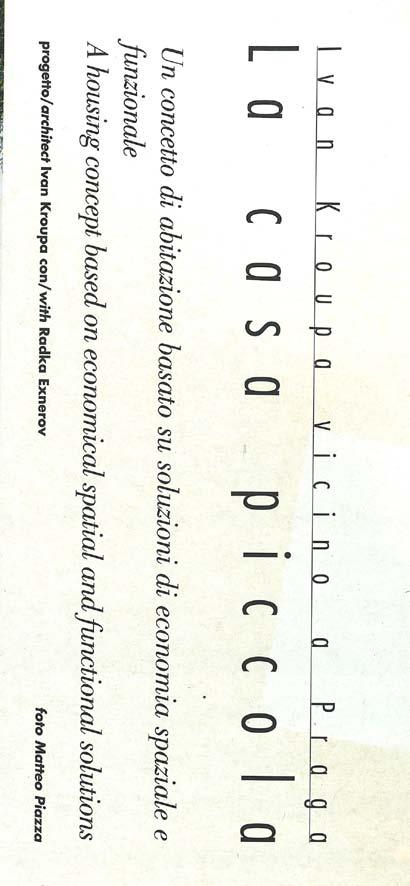 Ivan Kroupa vicino a Praga
La casa piccola
Un concetto di abitazione basato su soluzioni di economia spaziale e
funzionale
A housing concept based on economical spatial and functional solutions
progetto/architect Ivan Kroupa con/with Radka Exnerov
foto Matteo Piazza